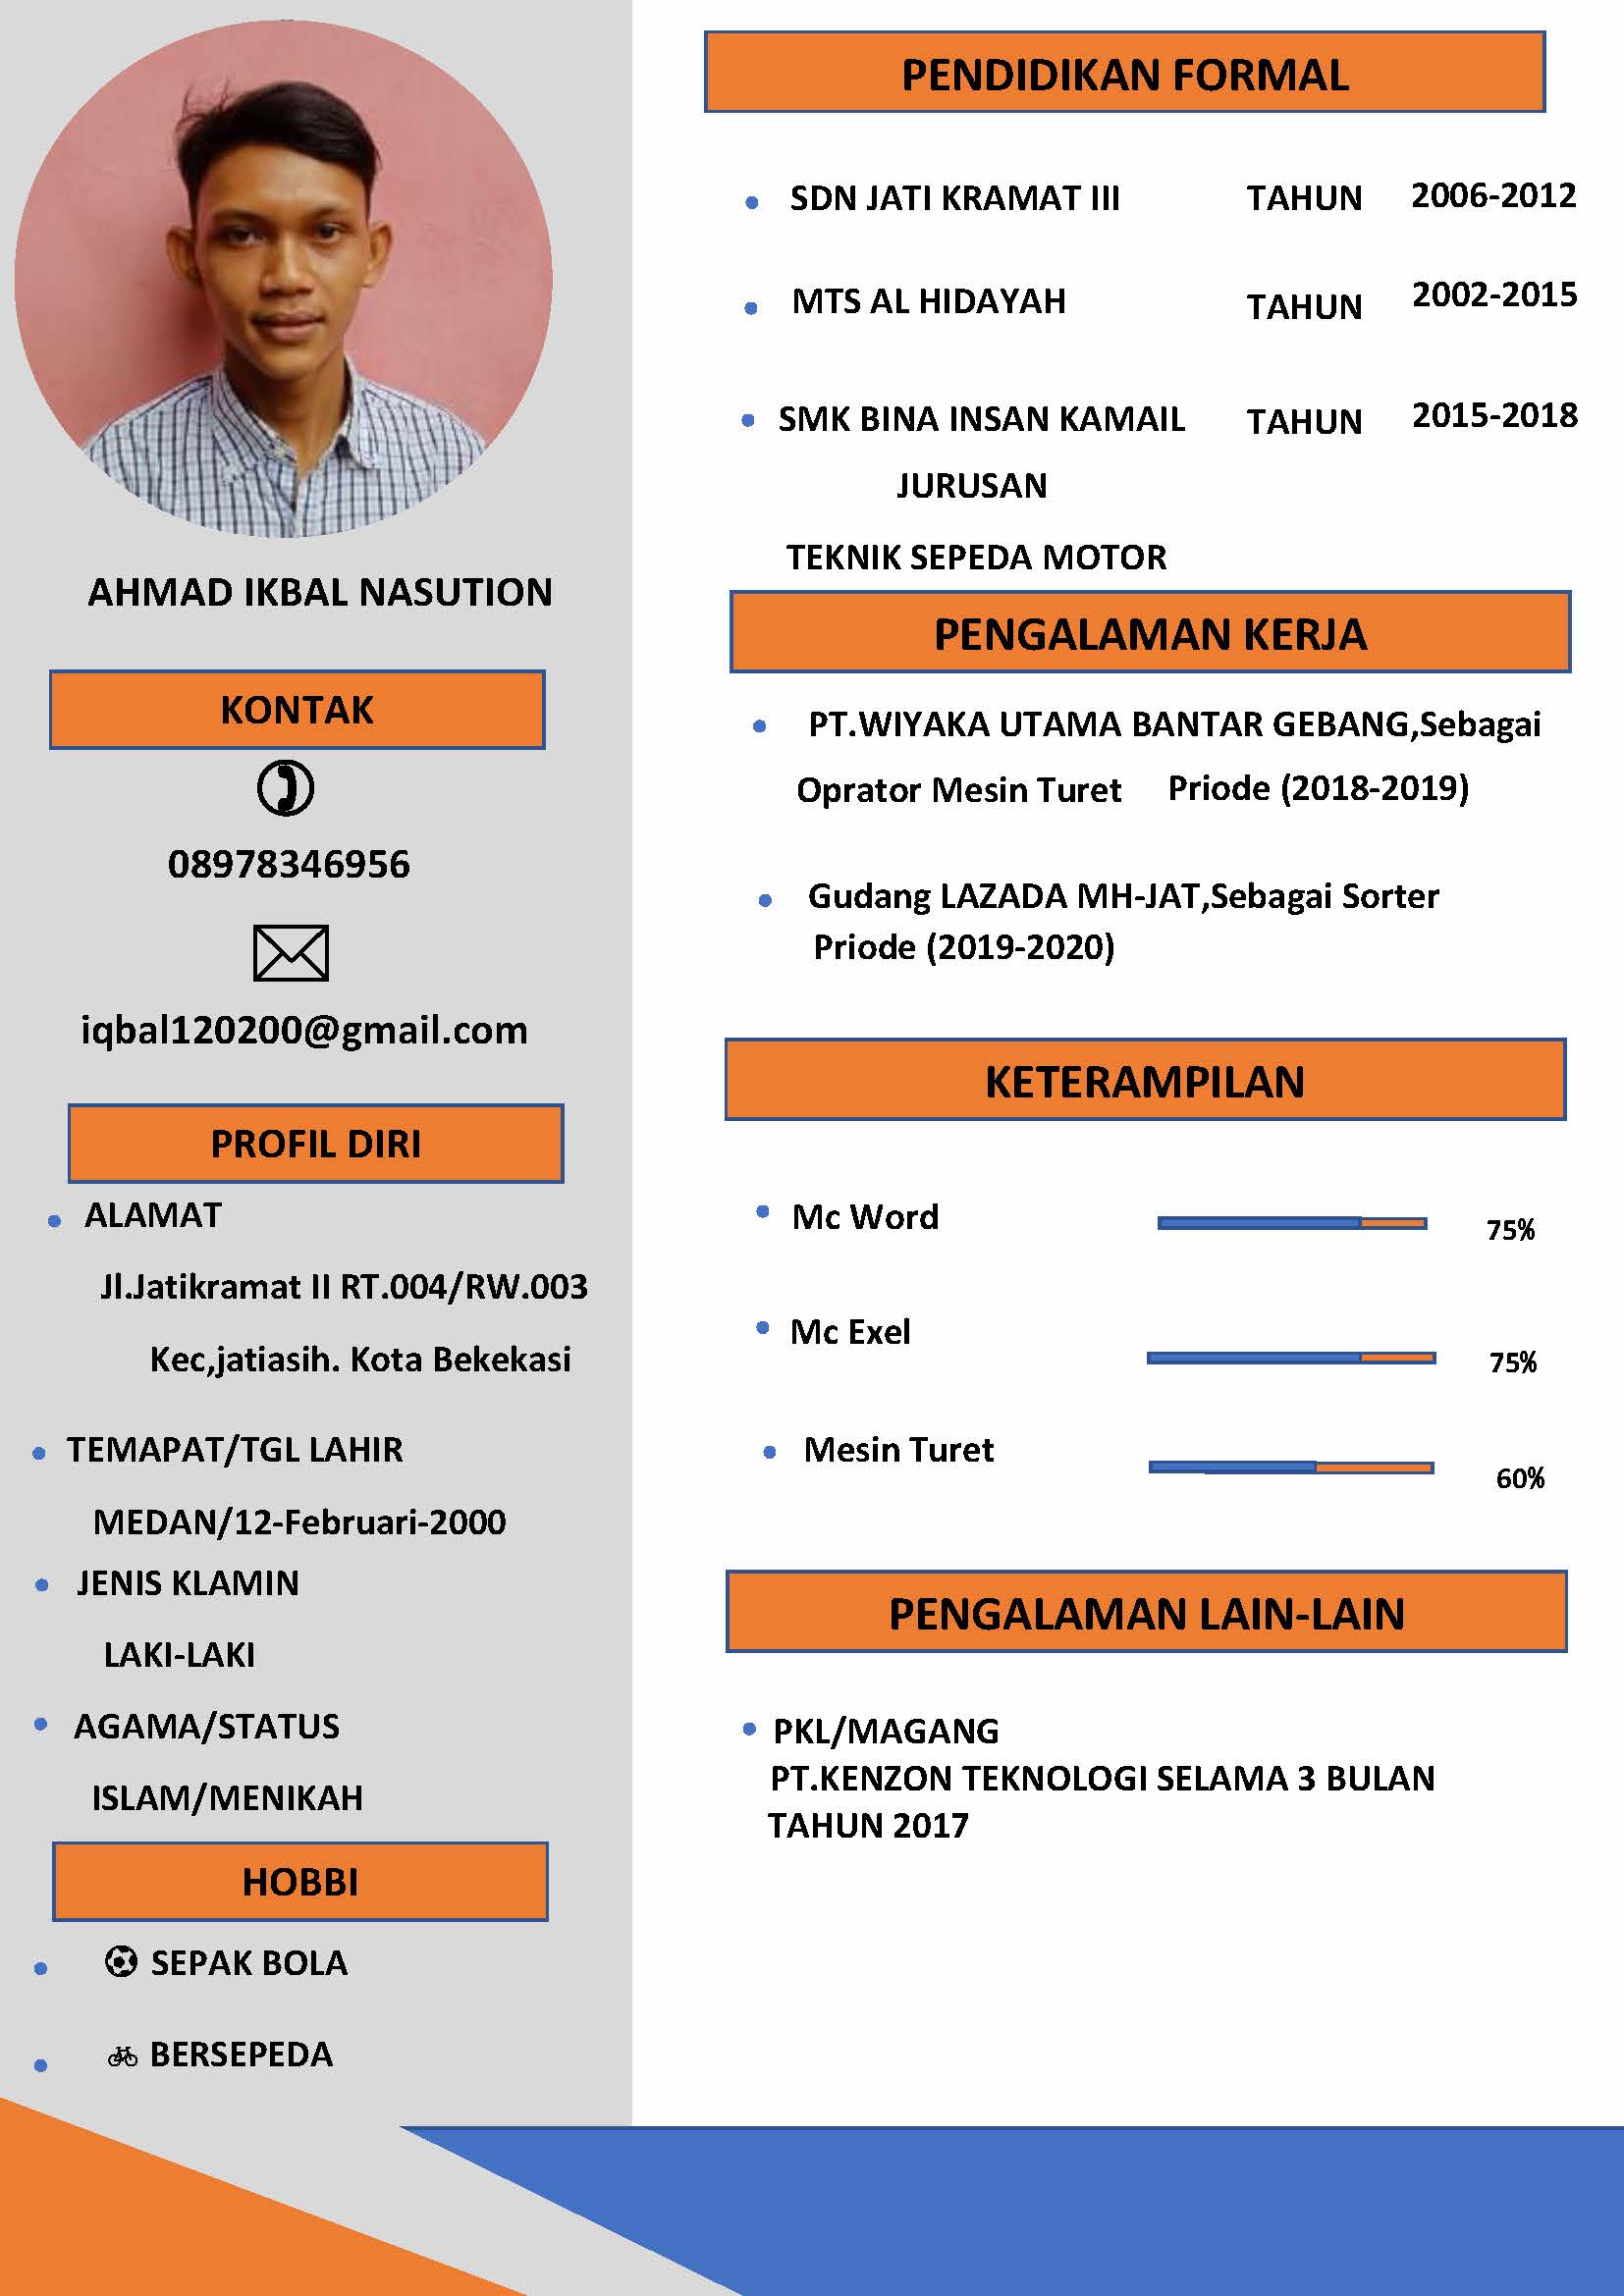 AHMAD IKBAL NASUTION
KONTAK
08978346956
iqbal120200@gmail.com
PROFIL DIRI
ALAMAT
Jl.Jatikramat II RT.004/RW.003
Kec,jatiasih. Kota Bekekasi
TEMAPAT/TGL LAHIR
MEDAN/12-Februari-2000
JENIS KLAMIN
LAKI-LAKI
AGAMA/STATUS
ISLAM/MENIKAH
HOBBI
SEPAK BOLA
BERSEPEDA
PENDIDIKAN FORMAL
SDN JATI KRAMAT III TAHUN 2006-2012
MTS AL HIDAYAH TAHUN 2002-2015
SMK BINA INSAN KAMAIL TAHUN 2015-2018
JURUSAN
TEKNIK SEPEDA MOTOR
PENGALAMAN KERJA
PT.WIYAKA UTAMA BANTAR GEBANG,Sebagai
Oprator Mesin Turet Priode (2018-2019)
Gudang LAZADA MH-JAT,Sebagai Sorter
Priode (2019-2020)
KETERAMPILAN
Mc Word 75%
Mc Exel 75%
Mesin Turet 60%
PENGALAMAN LAIN-LAIN
PKL/MAGANG
PT.KENZON TEKNOLOGI SELAMA 3 BULAN
TAHUN 2017